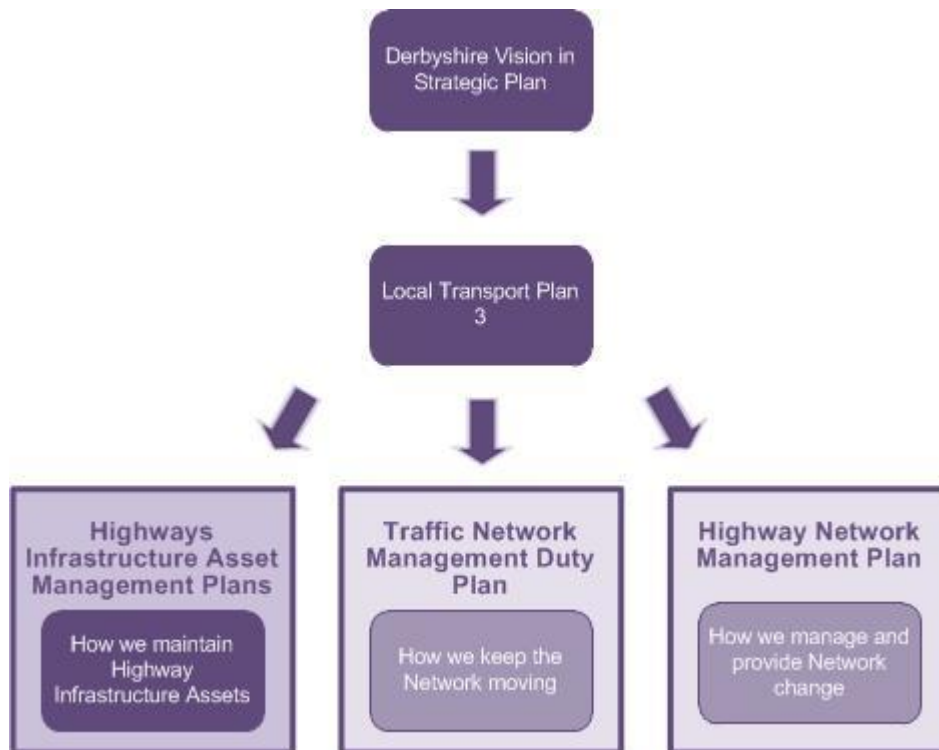 Derbyshire Vision in
Strategic Plan
Local Transport Plan
3
Highways
Infrastructure Asset
Management Plans
How we maintain
Highway
Infrastructure Assets
Traffic Network
Management Duty
Plan
How we keep the
Network moving
Highway Network
Management Plan
How we manage and
provide Network
change